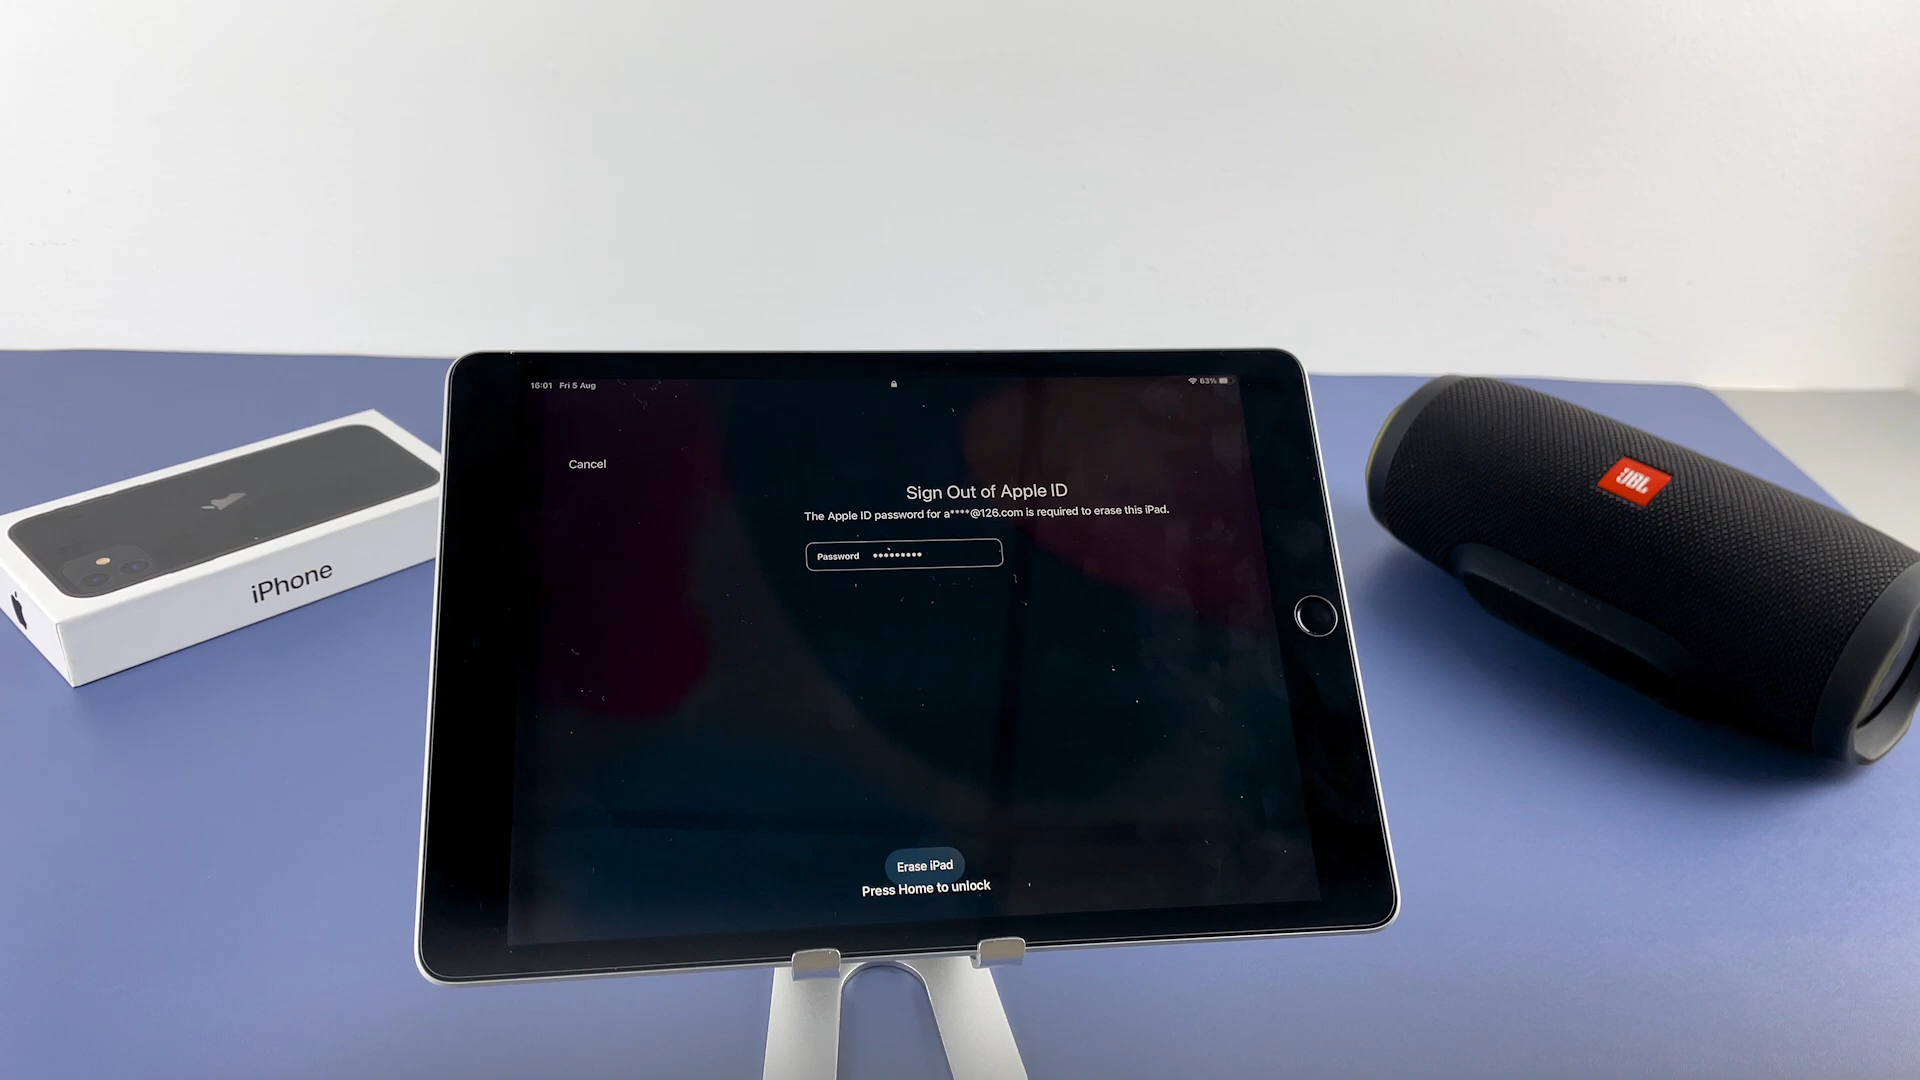 16:01 Fri 5 Aug
63%
Cancel
Sign Out of Apple ID
The Apple ID password for a****@126.com is required to erase this iPad.
Password •••••••••
Erase iPad
Press Home to unlock
iPhone
JBL